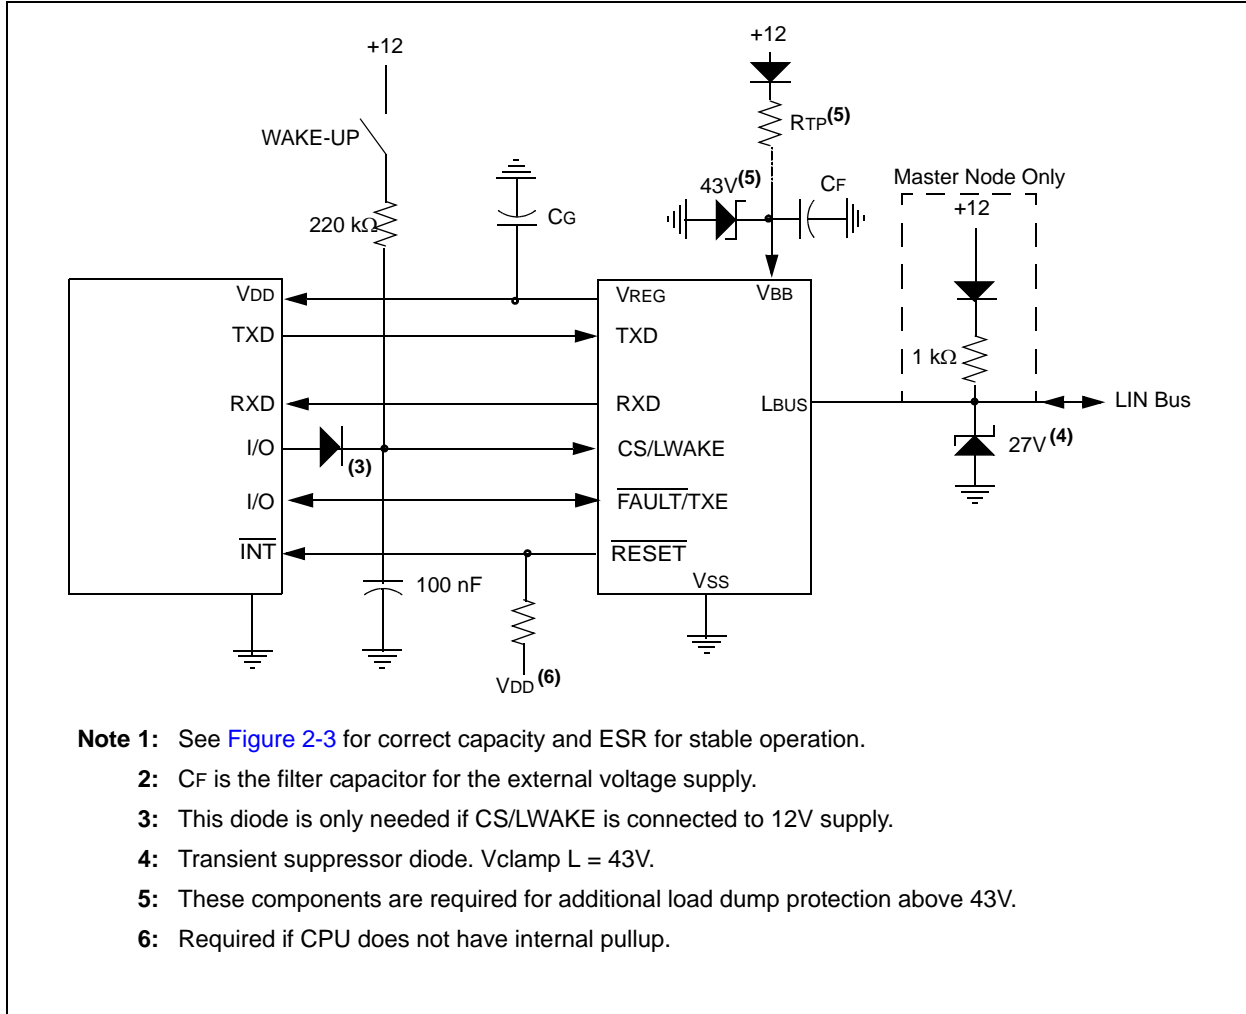 +12
+12
WAKE-UP
RTP(5)
43V(5)
CF
Master Node Only
+12
220 kΩ
CG
VDD
VREG
VBB
TXD
TXD
1 kΩ
RXD
RXD
LBUS
LIN Bus
I/O
(3)
CS/LWAKE
27V(4)
I/O
FAULT/TXE
INT
RESET
100 nF
VSS
VDD(6)
Note 1: See Figure 2-3 for correct capacity and ESR for stable operation.
2: CF is the filter capacitor for the external voltage supply.
3: This diode is only needed if CS/LWAKE is connected to 12V supply.
4: Transient suppressor diode. Vclamp L = 43V.
5: These components are required for additional load dump protection above 43V.
6: Required if CPU does not have internal pullup.